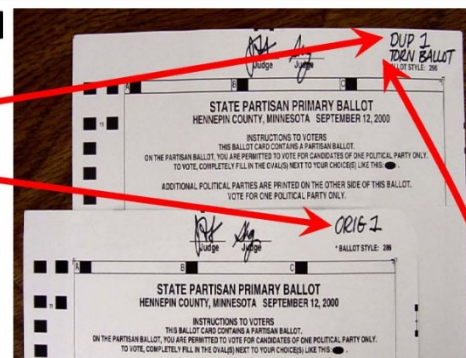 DUP 1
TORN BALLOT
Judge Judge
BALLOT STYLE: 286
A B C
STATE PARTISAN PRIMARY BALLOT
HENNEPIN COUNTY, MINNESOTA SEPTEMBER 12, 2000
11
INSTRUCTIONS TO VOTERS
THIS BALLOT CARD CONTAINS A PARTISAN BALLOT.
ON THE PARTISAN BALLOT, YOU ARE PERMITTED TO VOTE FOR CANDIDATES OF ONE POLITICAL PARTY ONLY.
TO VOTE, COMPLETELY FILL IN THE OVAL(S) NEXT TO YOUR CHOICE(S) LIKE THIS:
ADDITIONAL POLITICAL PARTIES ARE PRINTED ON THE OTHER SIDE OF THIS BALLOT.
VOTE FOR ONE POLITICAL PARTY ONLY.
ORIG 1
Judge Judge
* BALLOT STYLE: 286
A B C
STATE PARTISAN PRIMARY BALLOT
HENNEPIN COUNTY, MINNESOTA SEPTEMBER 12, 2000
11
INSTRUCTIONS TO VOTERS
THIS BALLOT CARD CONTAINS A PARTISAN BALLOT.
ON THE PARTISAN BALLOT, YOU ARE PERMITTED TO VOTE FOR CANDIDATES OF ONE POLITICAL PARTY ONLY.
TO VOTE, COMPLETELY FILL IN THE OVAL(S) NEXT TO YOUR CHOICE(S) LIKE THIS: